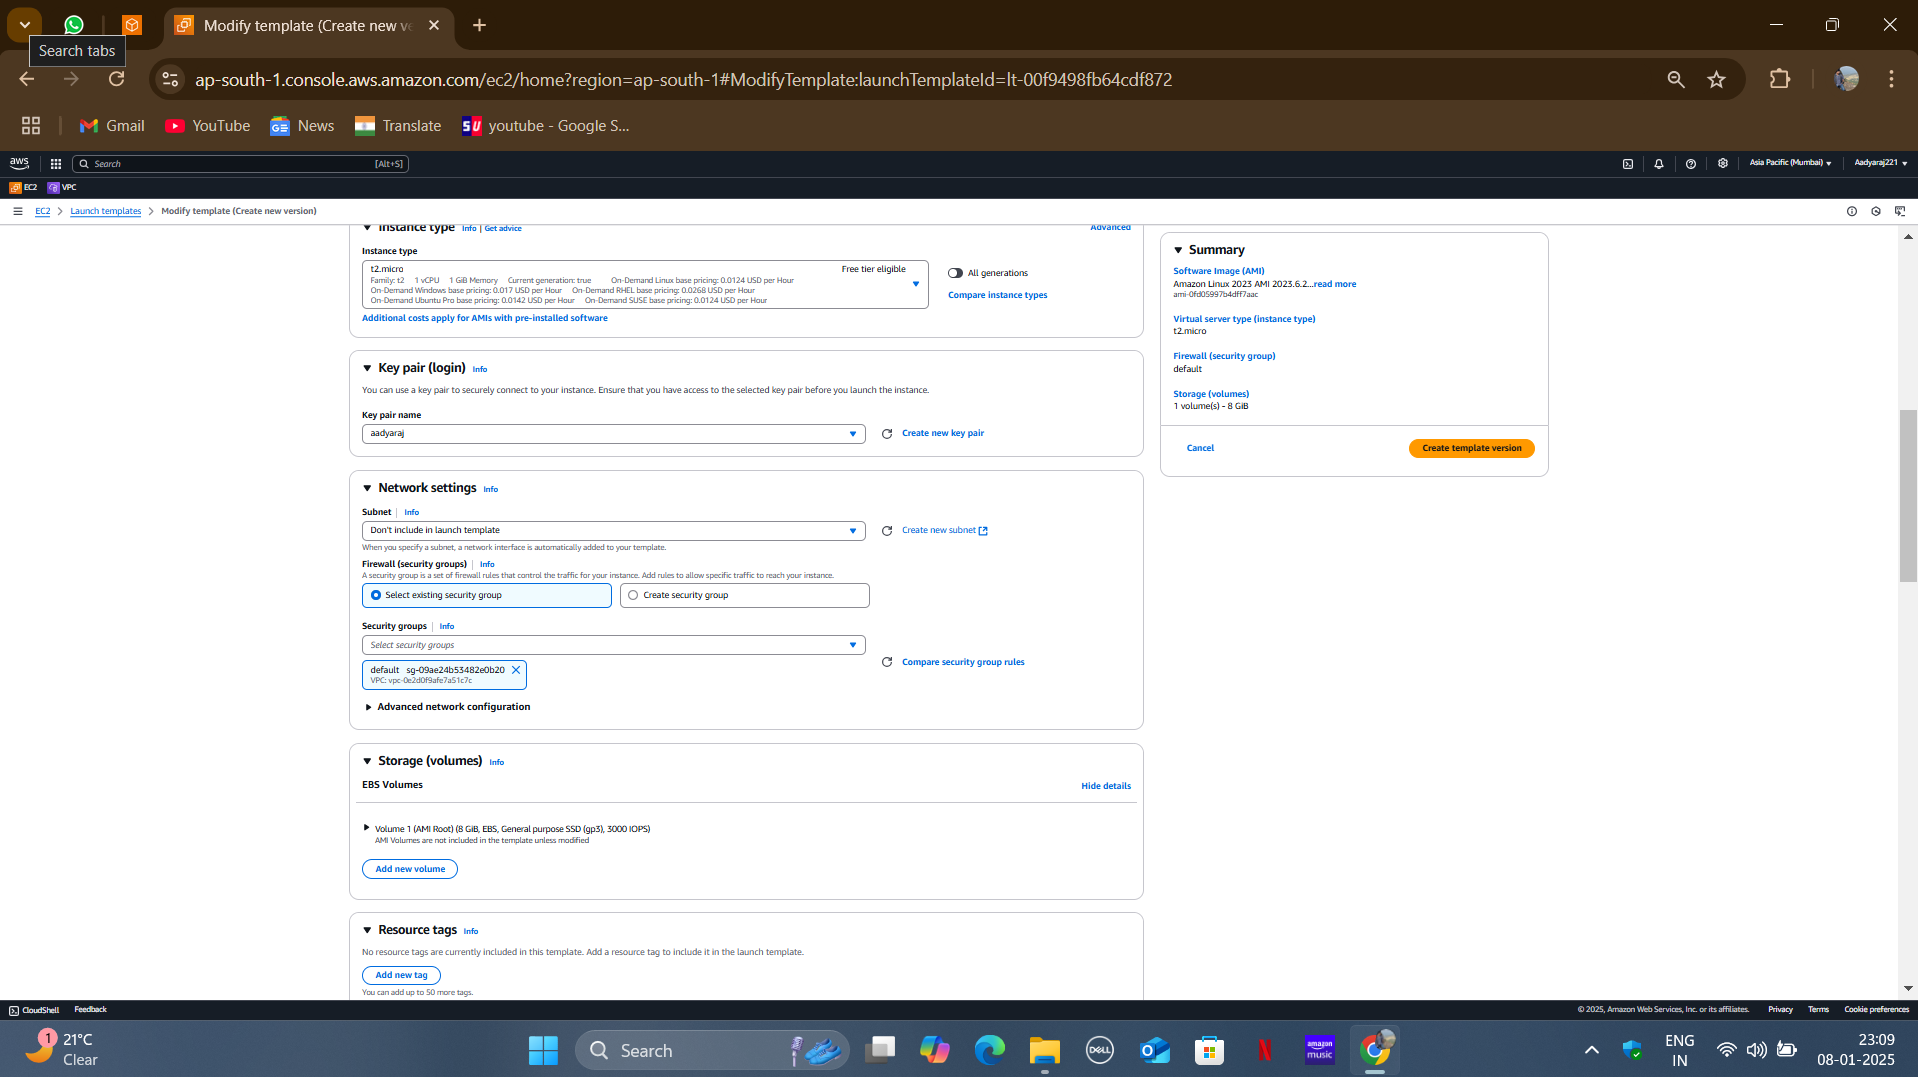 Modify template (Create new ve
Search tabs
ap-south-1.console.aws.amazon.com/ec2/home?region=ap-south-1#ModifyTemplate:launchTemplateId=lt-00f9498fb64cdf872
Gmail
YouTube
News
Translate
SU youtube - Google S...
aws
Search
[Alt+S]
Asia Pacific (Mumbai)
Aadyaraj221
EC2
VPC
EC2 > Launch templates > Modify template (Create new version)
Instance type Info | Get advice
Advanced
Instance type
t2.micro
Free tier eligible
Family: t2 1 vCPU 1 GiB Memory Current generation: true On-Demand Linux base pricing: 0.0124 USD per Hour
On-Demand Windows base pricing: 0.017 USD per Hour On-Demand RHEL base pricing: 0.0268 USD per Hour
On-Demand Ubuntu Pro base pricing: 0.0142 USD per Hour On-Demand SUSE base pricing: 0.0124 USD per Hour
All generations
Compare instance types
Additional costs apply for AMIs with pre-installed software
Key pair (login) Info
You can use a key pair to securely connect to your instance. Ensure that you have access to the selected key pair before you launch the instance.
Key pair name
aadyaraj
Create new key pair
Network settings Info
Subnet | Info
Don't include in launch template
Create new subnet
When you specify a subnet, a network interface is automatically added to your template.
Firewall (security groups) | Info
A security group is a set of firewall rules that control the traffic for your instance. Add rules to allow specific traffic to reach your instance.
Select existing security group
Create security group
Security groups | Info
Select security groups
default sg-09ae24b53482e0b20
VPC: vpc-0e2d0f9afe7a51c7c
Compare security group rules
Advanced network configuration
Storage (volumes) Info
EBS Volumes
Hide details
Volume 1 (AMI Root) (8 GiB, EBS, General purpose SSD (gp3), 3000 IOPS)
AMI Volumes are not included in the template unless modified
Add new volume
Resource tags Info
No resource tags are currently included in this template. Add a resource tag to include it in the launch template.
Add new tag
You can add up to 50 more tags.
Summary
Software Image (AMI)
Amazon Linux 2023 AMI 2023.6.2...read more
ami-0fd05997b4dff7aac
Virtual server type (instance type)
t2.micro
Firewall (security group)
default
Storage (volumes)
1 volume(s) - 8 GiB
Cancel
Create template version
CloudShell
Feedback
© 2025, Amazon Web Services, Inc. or its affiliates.
Privacy
Terms
Cookie preferences
1
21°C
Clear
Search
DELL
amazon music
ENG
IN
23:09
08-01-2025